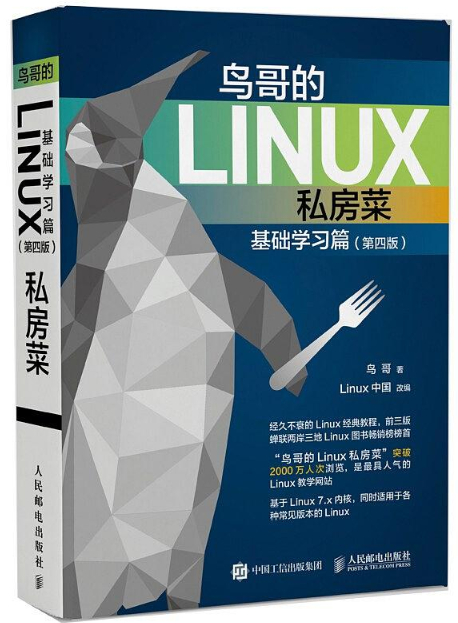 鸟哥的
LINUX
基础学习篇
(第四版)
私房菜
人民邮电出版社
鸟哥的
LINUX
私房菜
基础学习篇(第四版)
鸟 哥 著
Linux 中国 改编
经久不衰的 Linux 经典教程，前三版
蝉联两岸三地 Linux 图书畅销榜榜首
“鸟哥的 Linux 私房菜”突破
2000 万人次浏览，是最具人气的
Linux 教学网站
基于 Linux 7.x 内核，同时适用于各
种常见版本的 Linux
中国工信出版集团
人民邮电出版社
POSTS & TELECOM PRESS